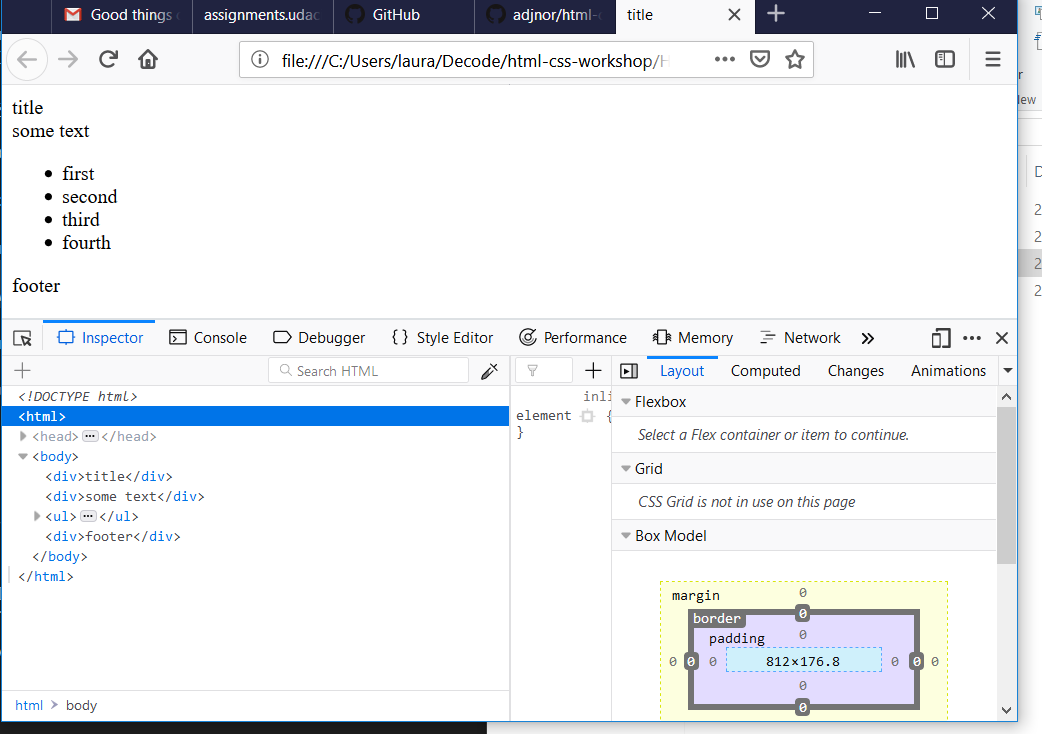 Good things
assignments.udac
GitHub
adjnor/html-c
title
file:///C:/Users/laura/Decode/html-css-workshop/H
title
some text
first
second
third
fourth
footer
Inspector
Console
Debugger
{ } Style Editor
Performance
Memory
Network
Search HTML
Layout
Computed
Changes
Animations
<!DOCTYPE html>
<html>
<head>
</head>
<body>
<div>title</div>
<div>some text</div>
<ul>
</ul>
<div>footer</div>
</body>
</html>
html > body
inli
element {
}
Flexbox
Select a Flex container or item to continue.
Grid
CSS Grid is not in use on this page
Box Model
margin
0
border
0
padding
0
0 0 0 812×176.8 0 0 0
0
0
r
iew
D
2
2
2
2